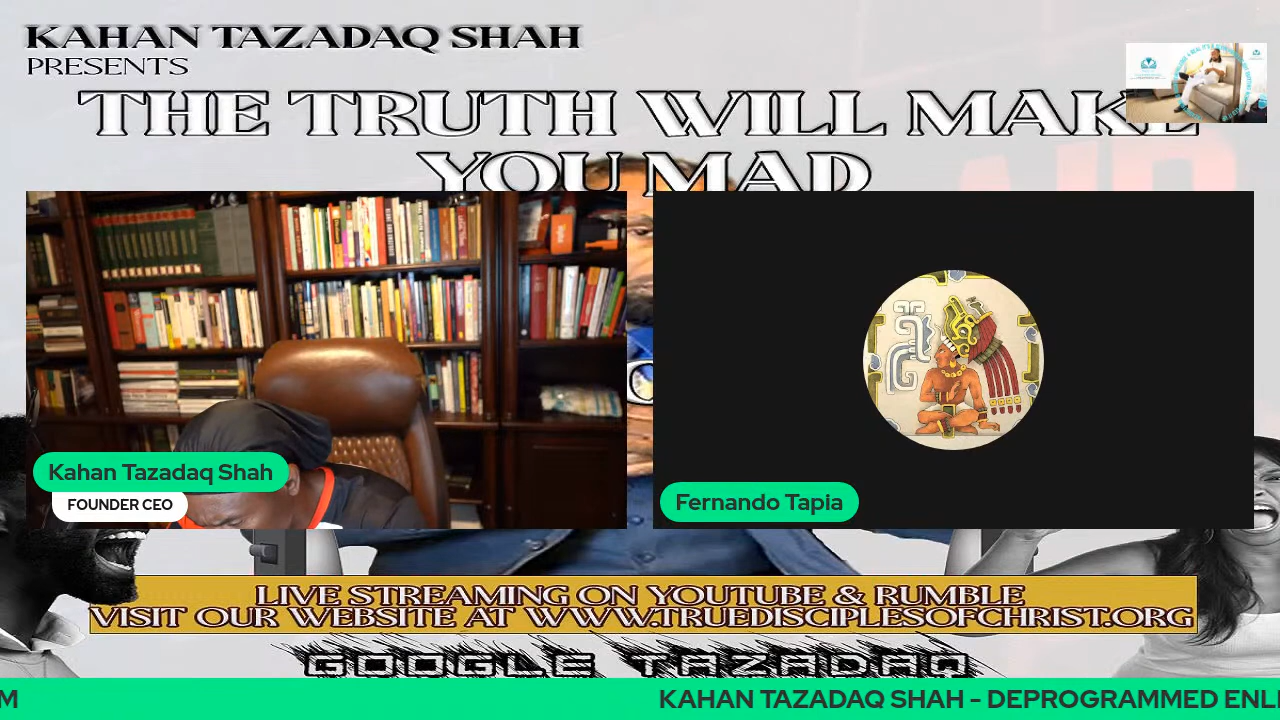 KAHAN TAZADAQ SHAH
PRESENTS
THE TRUTH WILL MAKE
YOU MAD
Kahan Tazadaq Shah
FOUNDER CEO
Fernando Tapia
LIVE STREAMING ON YOUTUBE & RUMBLE
VISIT OUR WEBSITE AT WWW.TRUEDISCIPLESOFCHRIST.ORG
GOOGLE TAZADAQ
M
KAHAN TAZADAQ SHAH - DEPROGRAMMED ENLI